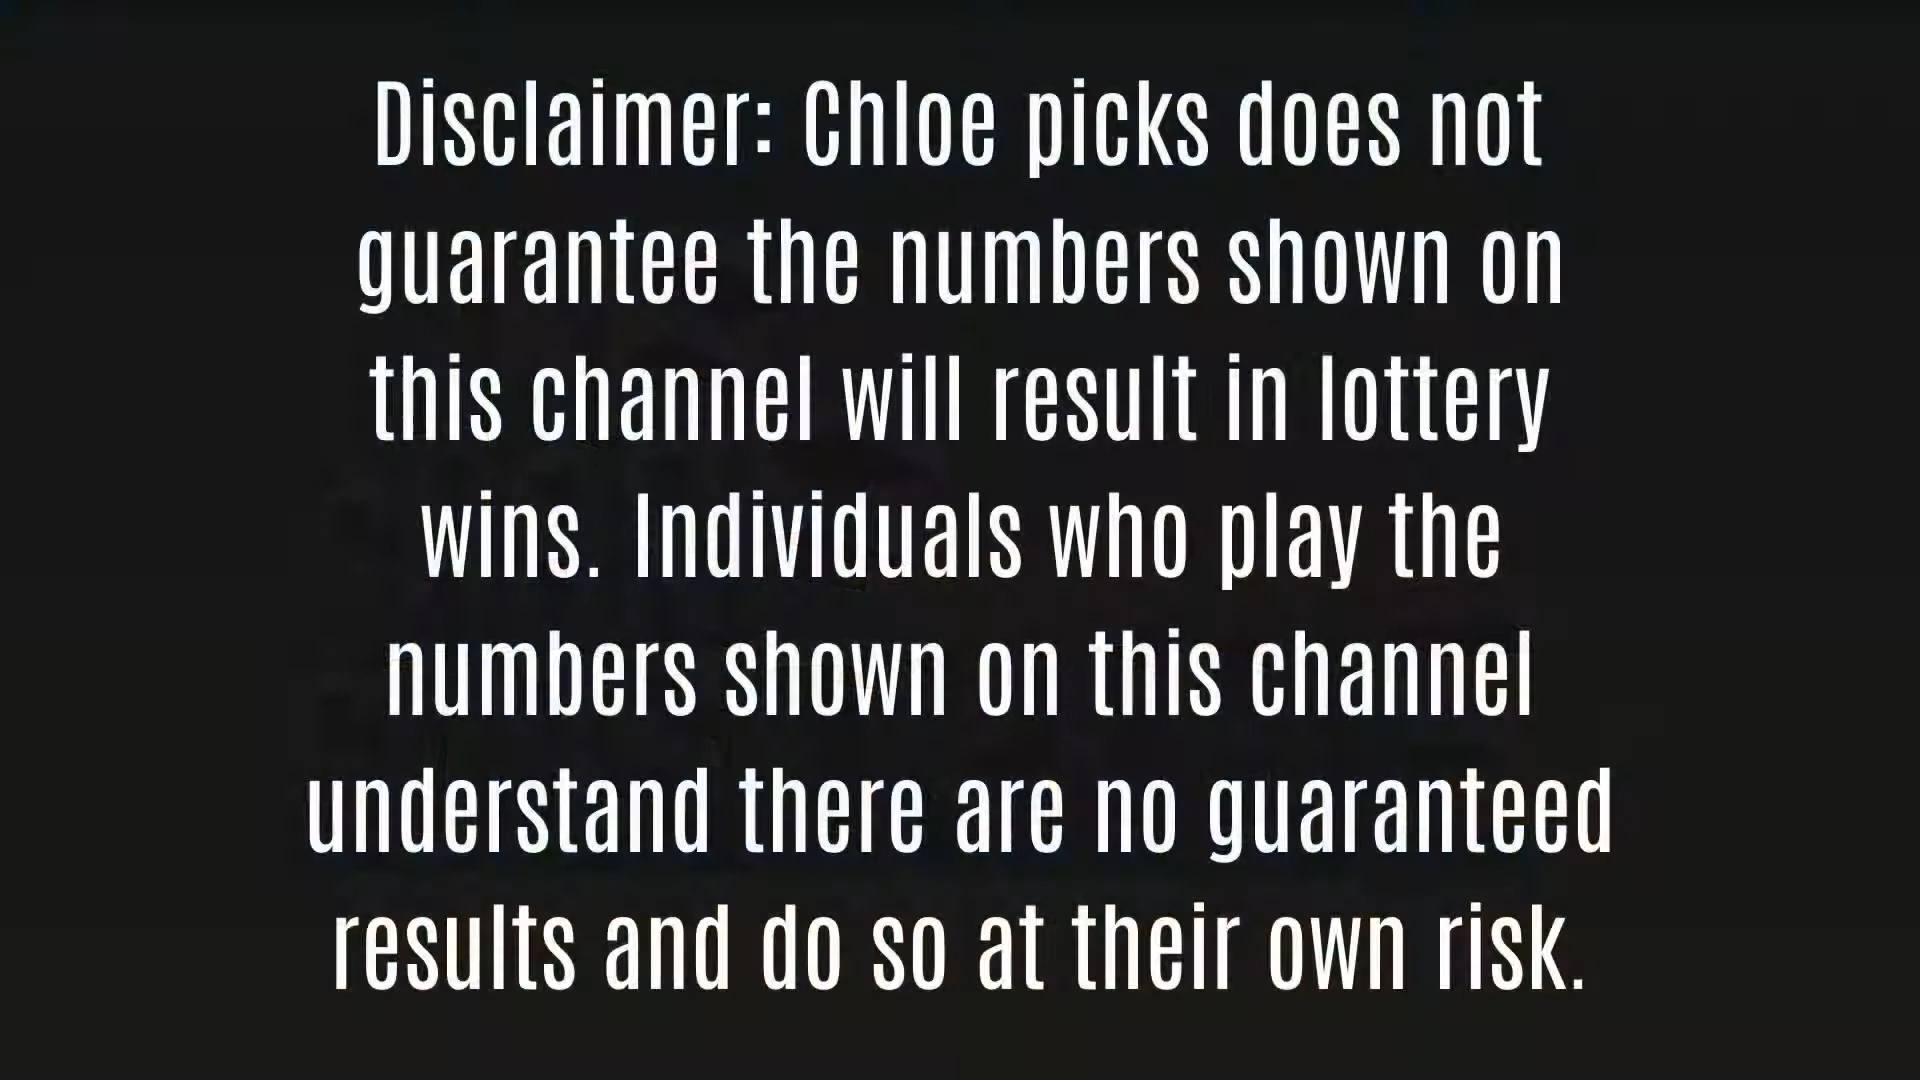 Disclaimer: Chloe picks does not
guarantee the numbers shown on
this channel will result in lottery
wins. Individuals who play the
numbers shown on this channel
understand there are no guaranteed
results and do so at their own risk.